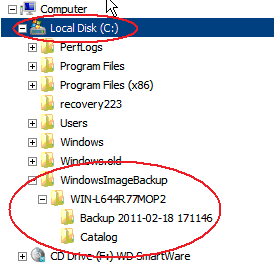 Computer
Local Disk (C:)
PerfLogs
Program Files
Program Files (x86)
recovery223
Users
Windows
Windows.old
WindowsImageBackup
WIN-L644R77MOP2
Backup 2011-02-18 171146
Catalog
CD Drive (F:) WD SmartWare